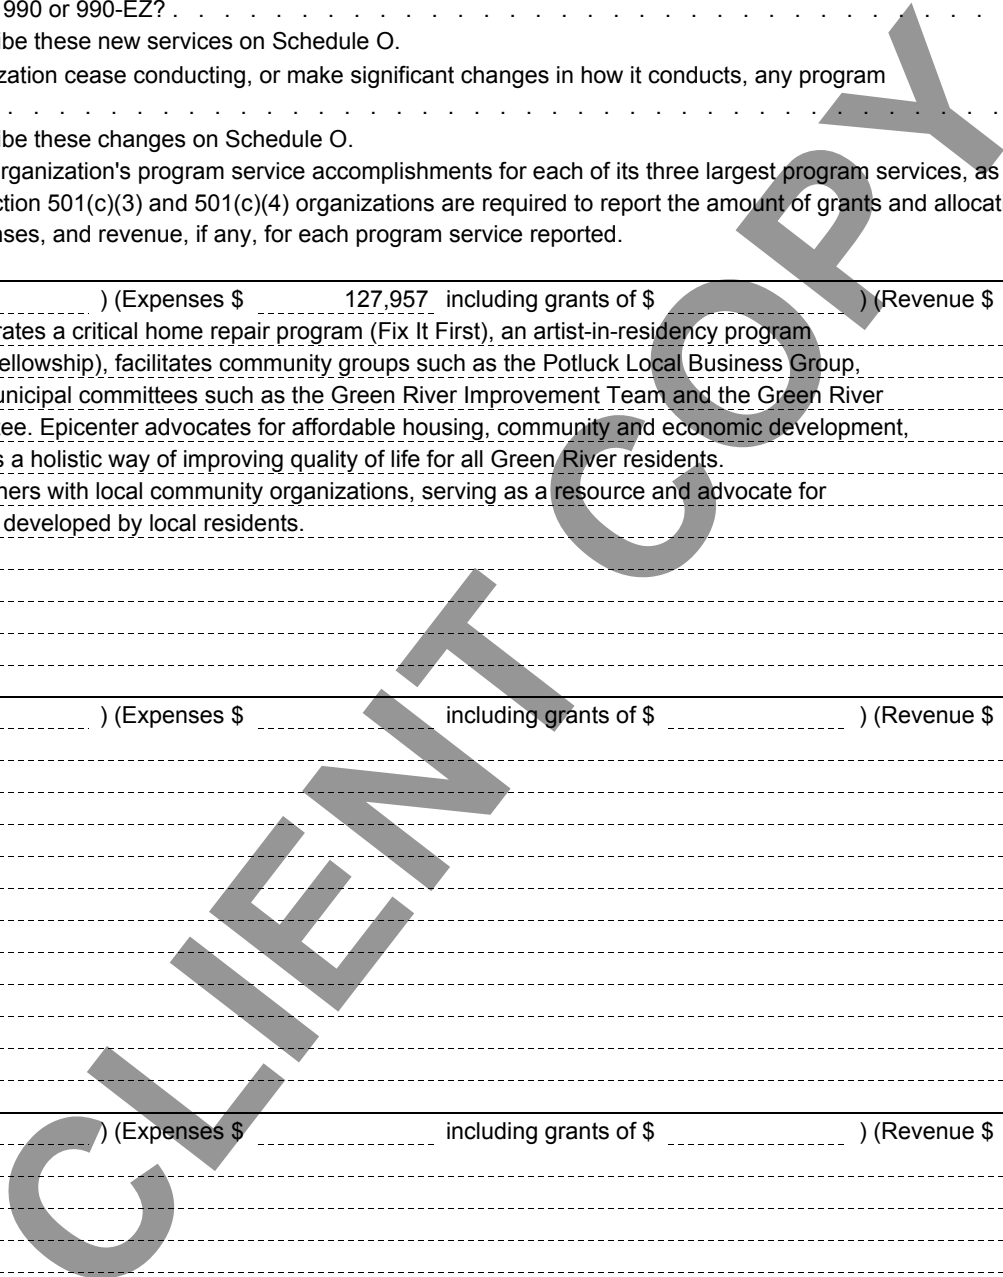 990 or 990-EZ? . . . . . . . . . . . . . . . . . . . . . . . . . . . . . .
ibe these new services on Schedule O.
zation cease conducting, or make significant changes in how it conducts, any program
. . . . . . . . . . . . . . . . . . . . . . . . . . . . . . . . . . . . . .
ibe these changes on Schedule O.
rganization's program service accomplishments for each of its three largest program services, as
ction 501(c)(3) and 501(c)(4) organizations are required to report the amount of grants and allocati
nses, and revenue, if any, for each program service reported.
) (Expenses $ 127,957 including grants of $ ) (Revenue $
rates a critical home repair program (Fix It First), an artist-in-residency program
ellowship), facilitates community groups such as the Potluck Local Business Group,
unicipal committees such as the Green River Improvement Team and the Green River
tee. Epicenter advocates for affordable housing, community and economic development,
s a holistic way of improving quality of life for all Green River residents.
ners with local community organizations, serving as a resource and advocate for
developed by local residents.
) (Expenses $ including grants of $ ) (Revenue $
) (Expenses $ including grants of $ ) (Revenue $
CLIENT COPY